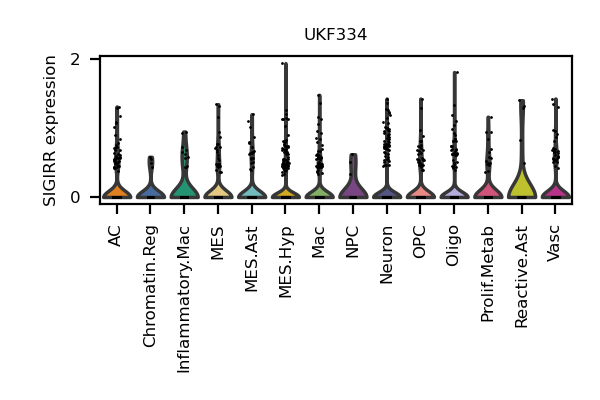 UKF334
SIGIRR expression
2
0
AC
Chromatin.Reg
Inflammatory.Mac
MES
MES.Ast
MES.Hyp
Mac
NPC
Neuron
OPC
Oligo
Prolif.Metab
Reactive.Ast
Vasc